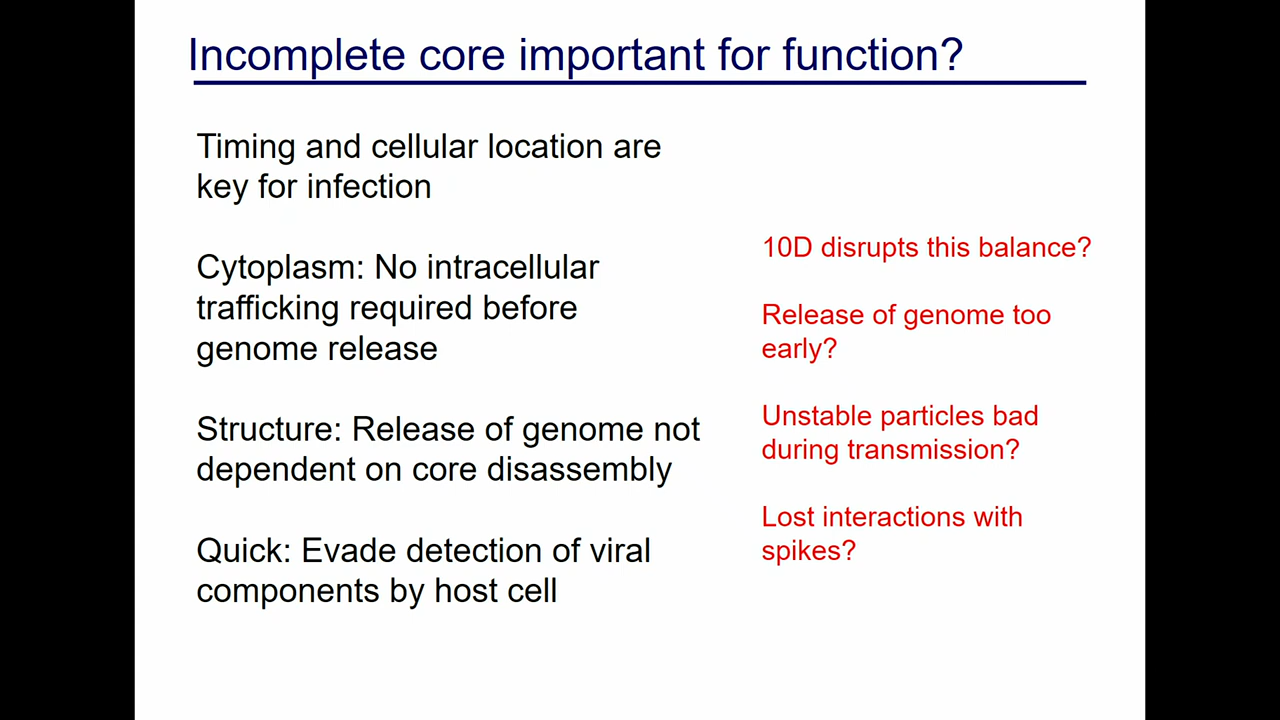 Incomplete core important for function?
Timing and cellular location are
key for infection
Cytoplasm: No intracellular
trafficking required before
genome release
Structure: Release of genome not
dependent on core disassembly
Quick: Evade detection of viral
components by host cell
10D disrupts this balance?
Release of genome too
early?
Unstable particles bad
during transmission?
Lost interactions with
spikes?